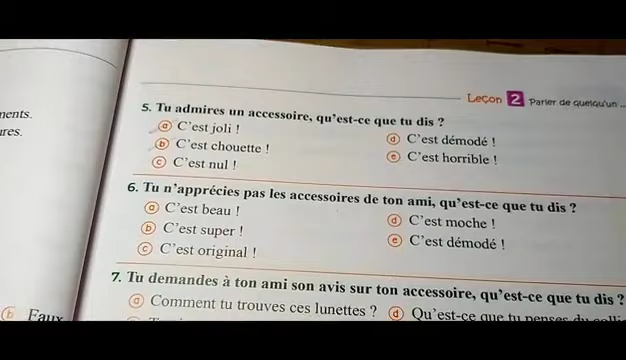 ments.
Leçon 2 Parler de quelqu'un ...
5. Tu admires un accessoire, qu'est-ce que tu dis ?
ⓐ C'est joli !
ⓑ C'est chouette !
ⓒ C'est nul !
ⓓ C'est démodé !
ⓔ C'est horrible !
6. Tu n'apprécies pas les accessoires de ton ami, qu'est-ce que tu dis ?
ⓐ C'est beau !
ⓑ C'est super !
ⓒ C'est original !
ⓓ C'est moche !
ⓔ C'est démodé !
7. Tu demandes à ton ami son avis sur ton accessoire, qu'est-ce que tu dis ?
ⓐ Comment tu trouves ces lunettes ?
ⓓ Qu'est-ce que tu penses du
ⓑ Faux